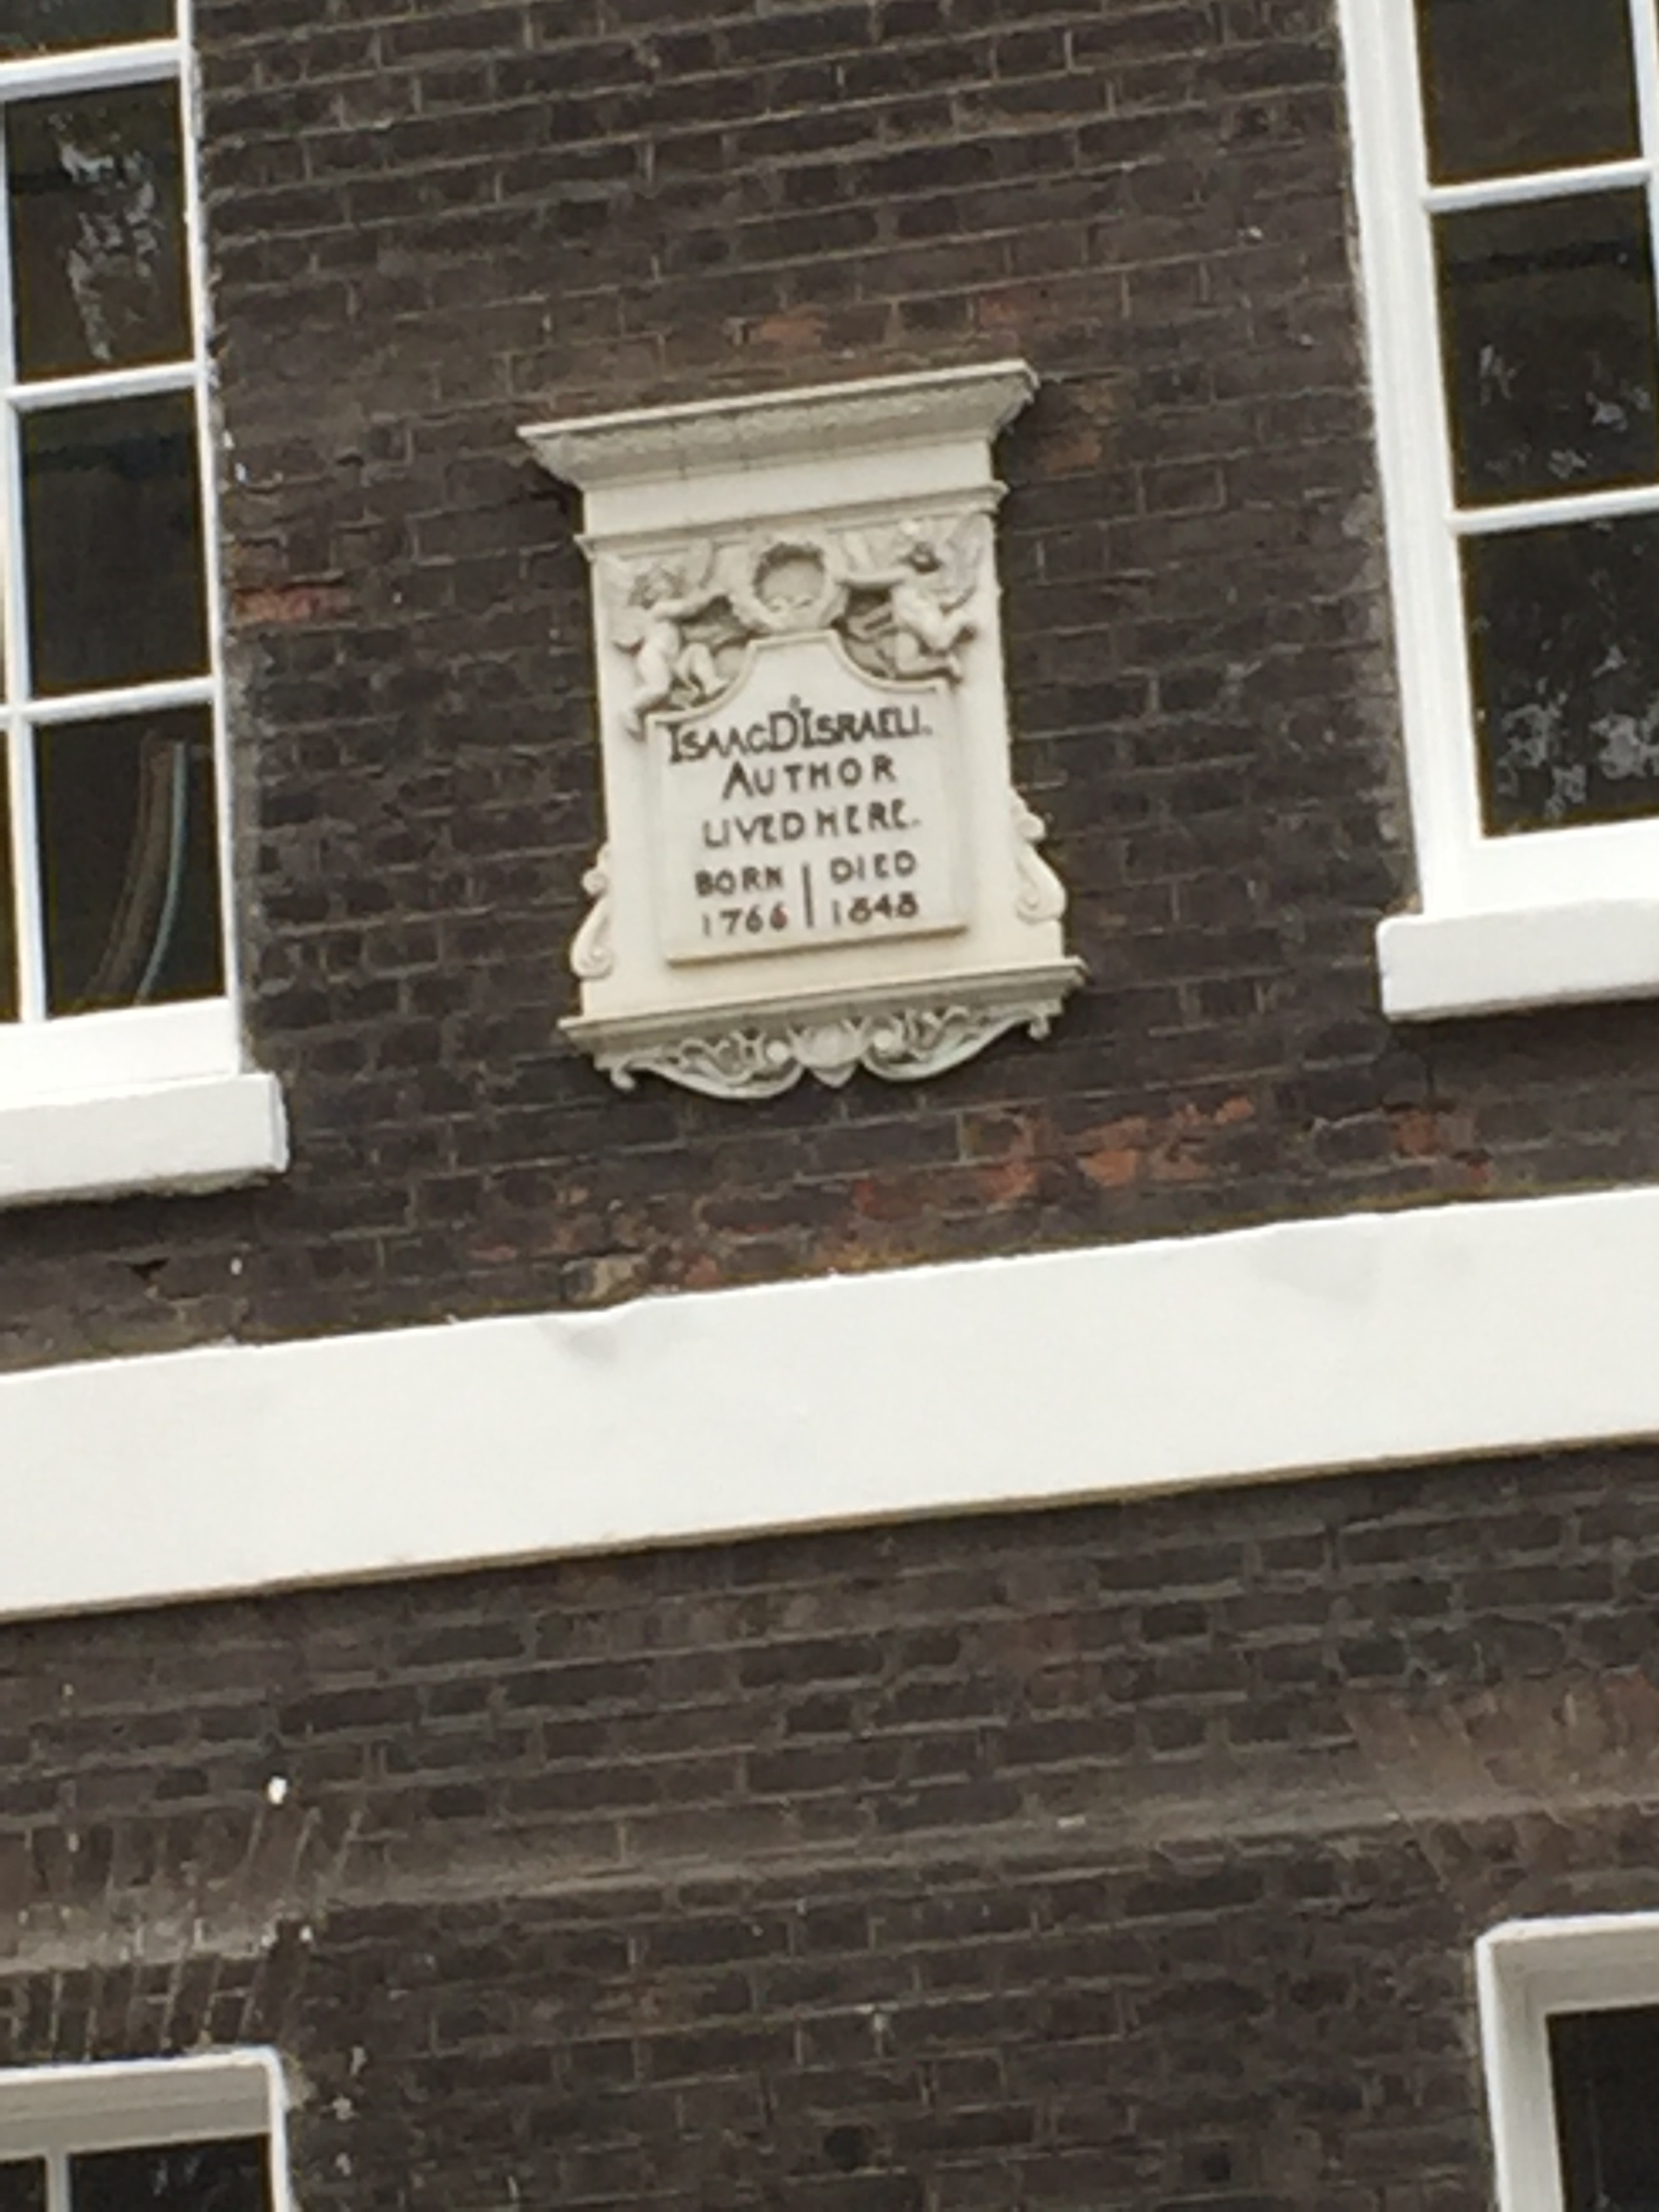 ISAAC D'ISRAELI.
AUTHOR
LIVED HERE.
BORN | DIED
1766 | 1848